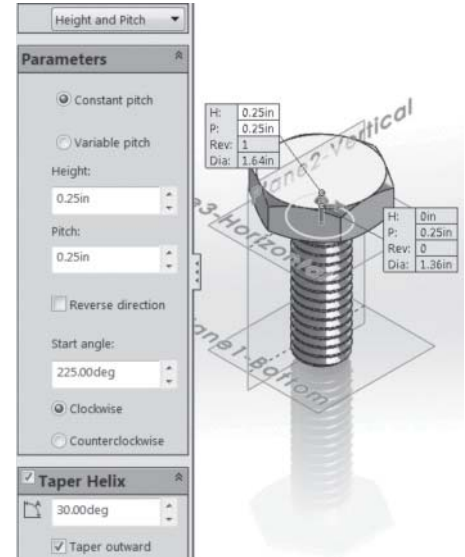 Height and Pitch
Parameters
Constant pitch
Variable pitch
Height:
0.25in
Pitch:
0.25in
Reverse direction
Start angle:
225.00deg
Clockwise
Counterclockwise
Taper Helix
30.00deg
Taper outward
H: 0.25in
P: 0.25in
Rev: 1
Dia: 1.64in
Plane2-Vertical
H: 0in
P: 0.25in
Rev: 0
Dia: 1.36in
ne3-Horizontal
ane1-Bottom